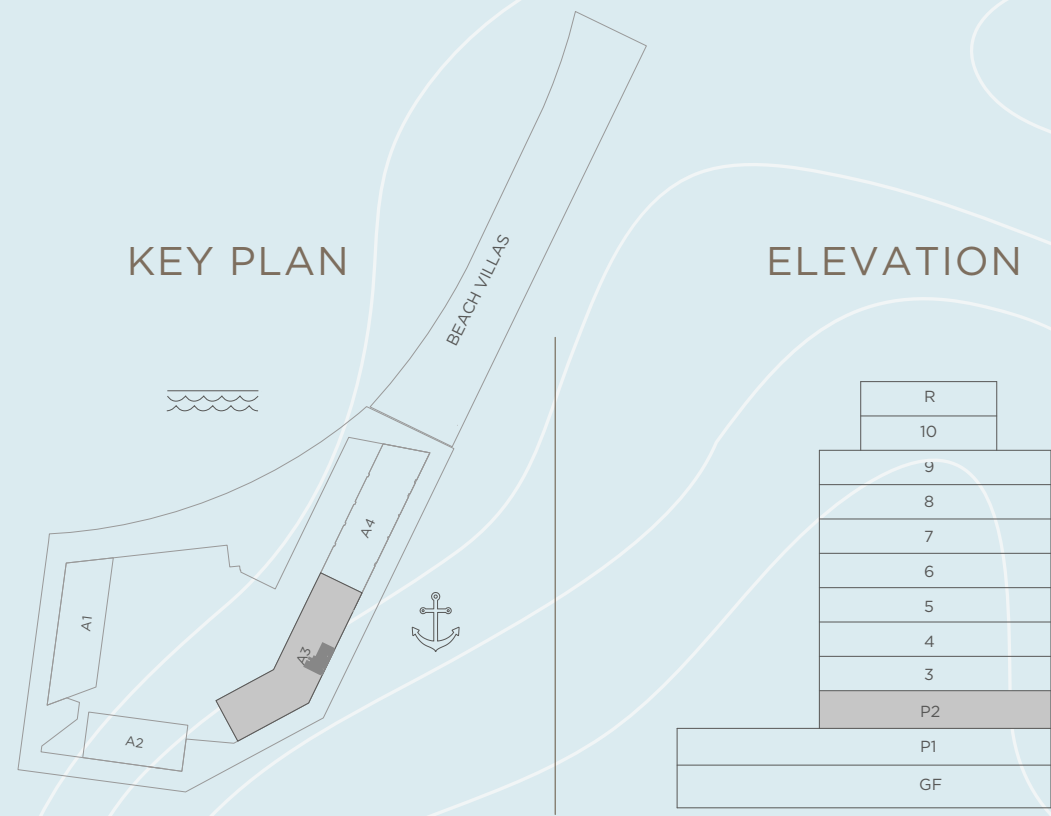 KEY PLAN
BEACH VILLAS
A4
A3
A1
A2
ELEVATION
R
10
9
8
7
6
5
4
3
P2
P1
GF